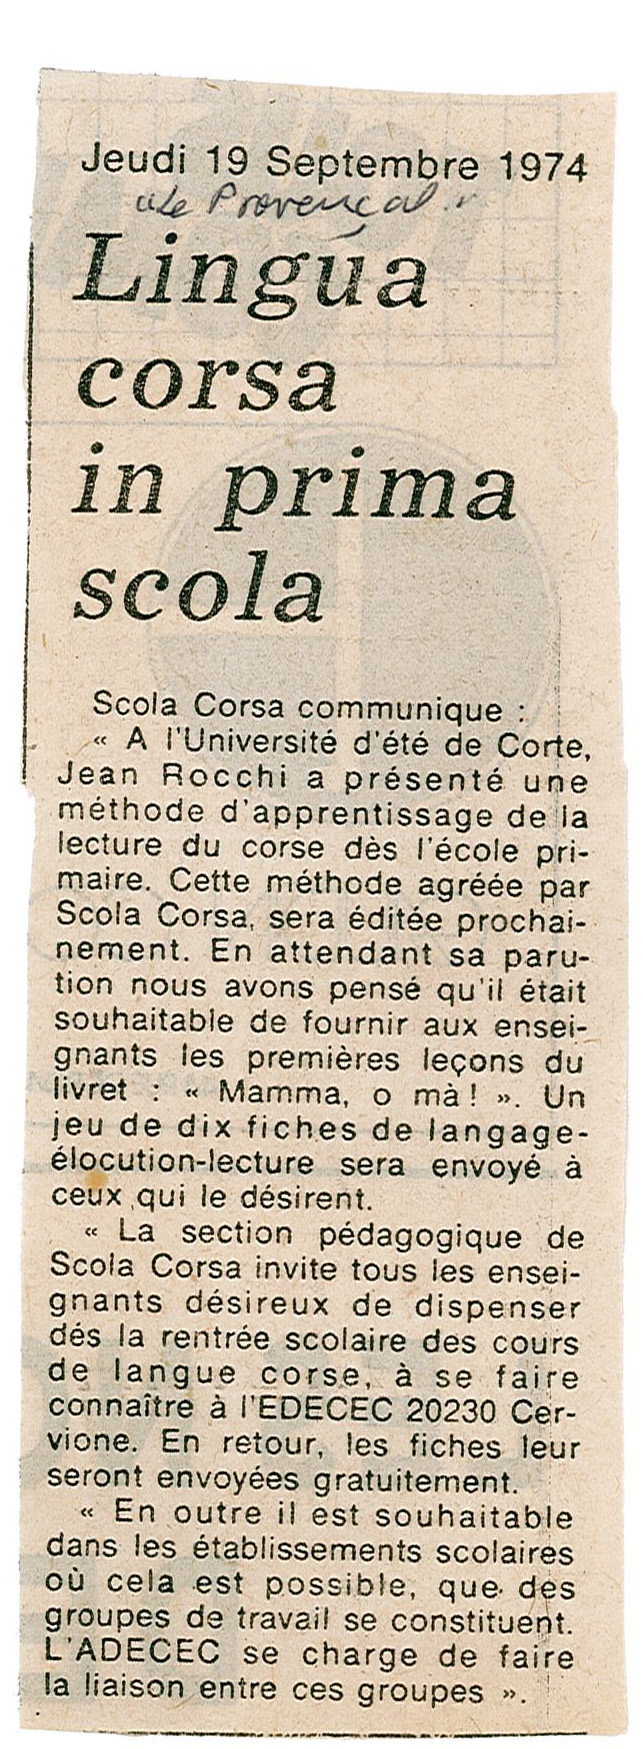 Jeudi 19 Septembre 1974
« Le Provençal »
Lingua
corsa
in prima
scola
Scola Corsa communique :
« A l'Université d'été de Corte,
Jean Rocchi a présenté une
méthode d'apprentissage de la
lecture du corse dès l'école pri-
maire. Cette méthode agréée par
Scola Corsa, sera éditée prochai-
nement. En attendant sa paru-
tion nous avons pensé qu'il était
souhaitable de fournir aux ensei-
gnants les premières leçons du
livret : « Mamma, o mà ! ». Un
jeu de dix fiches de langage-
élocution-lecture sera envoyé à
ceux qui le désirent.
« La section pédagogique de
Scola Corsa invite tous les ensei-
gnants désireux de dispenser
dés la rentrée scolaire des cours
de langue corse, à se faire
connaître à l'EDECEC 20230 Cer-
vione. En retour, les fiches leur
seront envoyées gratuitement.
« En outre il est souhaitable
dans les établissements scolaires
où cela est possible, que des
groupes de travail se constituent.
L'ADECEC se charge de faire
la liaison entre ces groupes ».